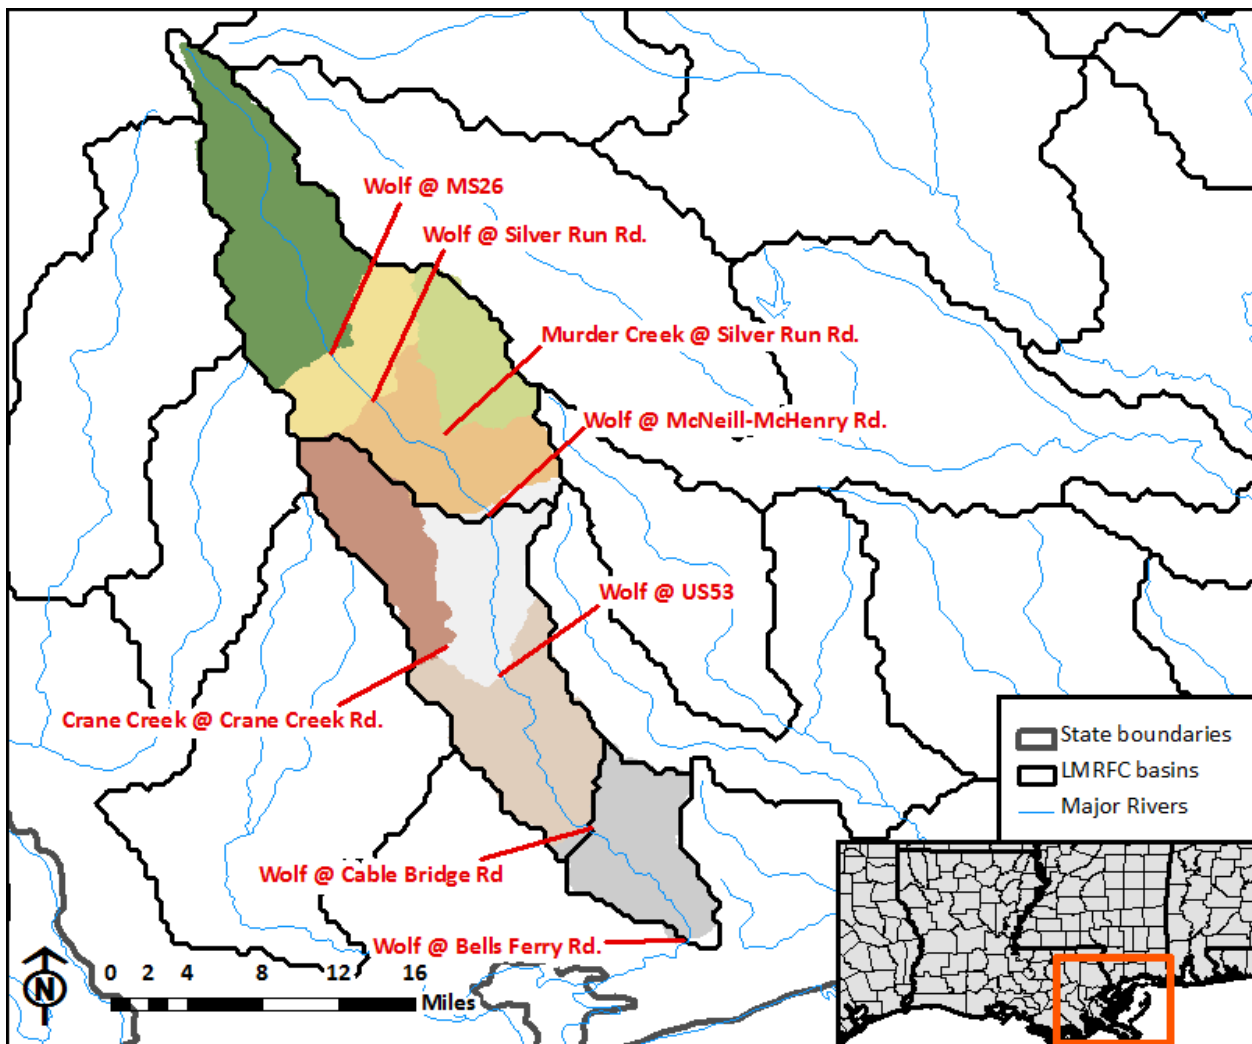 Wolf @ MS26
Wolf @ Silver Run Rd.
Murder Creek @ Silver Run Rd.
Wolf @ McNeill-McHenry Rd.
Wolf @ US53
Crane Creek @ Crane Creek Rd.
State boundaries
LMRFC basins
Major Rivers
Wolf @ Cable Bridge Rd
Wolf @ Bells Ferry Rd.
0 2 4 8 12 16
Miles
N